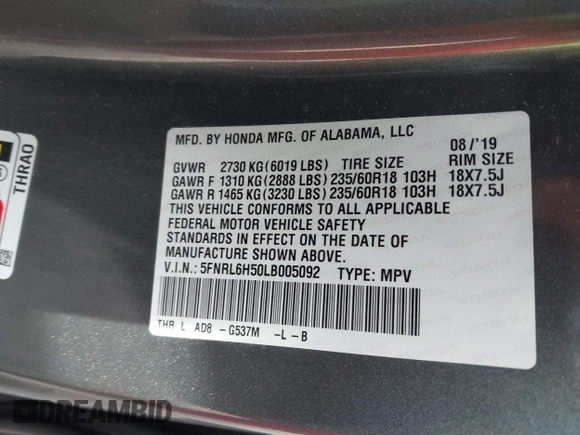 MFD. BY HONDA MFG. OF ALABAMA, LLC 08/'19
GVWR 2730 KG(6019 LBS) TIRE SIZE RIM SIZE
GAWR F 1310 KG(2888 LBS) 235/60R18 103H 18X7.5J
GAWR R 1465 KG(3230 LBS) 235/60R18 103H 18X7.5J
THIS VEHICLE CONFORMS TO ALL APPLICABLE
FEDERAL MOTOR VEHICLE SAFETY
STANDARDS IN EFFECT ON THE DATE OF
MANUFACTURE SHOWN ABOVE.
V.I.N.: 5FNRL6H50LB005092 TYPE: MPV
THR L AD8 -G537M -L-B
THRA0
DREAMBID